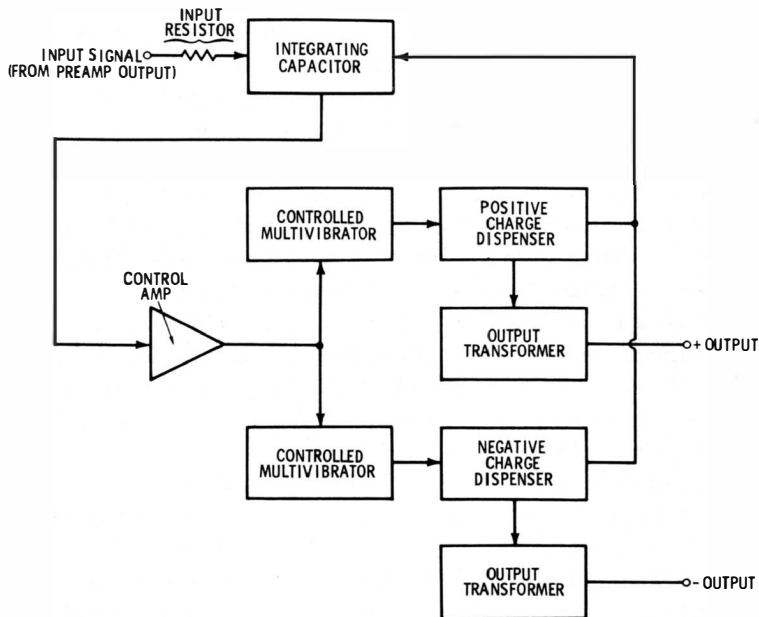 INPUT
RESISTOR
INPUT SIGNAL
(FROM PREAMP OUTPUT)
INTEGRATING
CAPACITOR
CONTROLLED
MULTIVIBRATOR
POSITIVE
CHARGE
DISPENSER
CONTROL
AMP
OUTPUT
TRANSFORMER
+ OUTPUT
CONTROLLED
MULTIVIBRATOR
NEGATIVE
CHARGE
DISPENSER
OUTPUT
TRANSFORMER
- OUTPUT